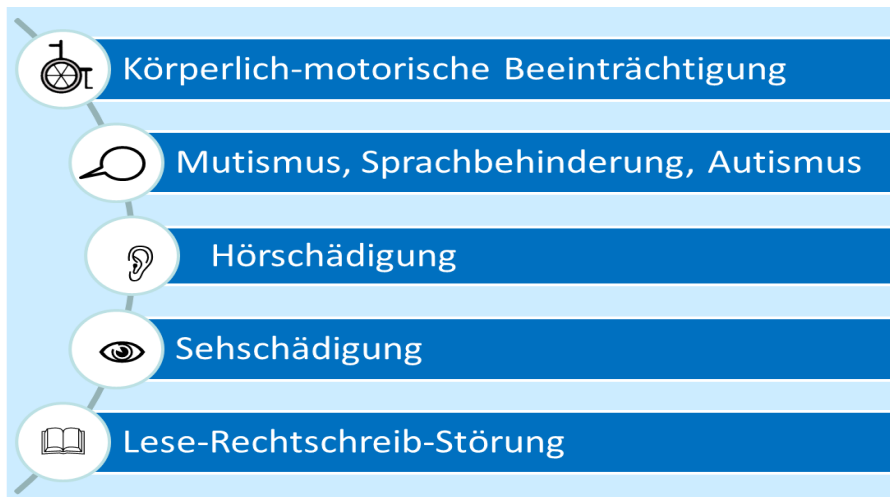 Körperlich-motorische Beeinträchtigung
Mutismus, Sprachbehinderung, Autismus
Hörschädigung
Sehschädigung
Lese-Rechtschreib-Störung